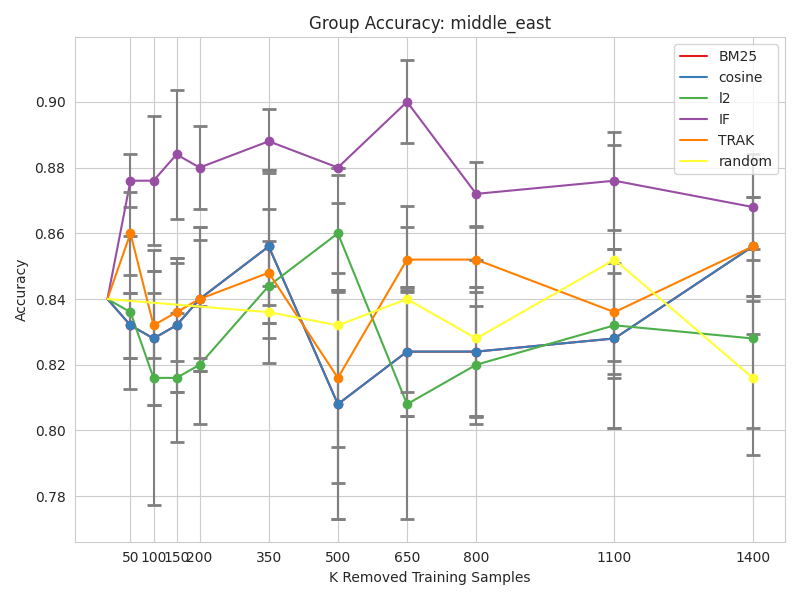 Group Accuracy: middle_east
BM25
cosine
l2
IF
TRAK
random
Accuracy
0.90
0.88
0.86
0.84
0.82
0.80
0.78
50 100 150 200 350 500 650 800 1100 1400
K Removed Training Samples